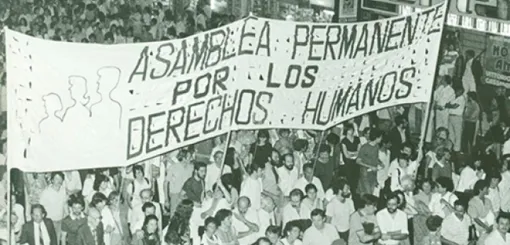 ASAMBLEA PERMANENTE
POR LOS
DERECHOS HUMANOS